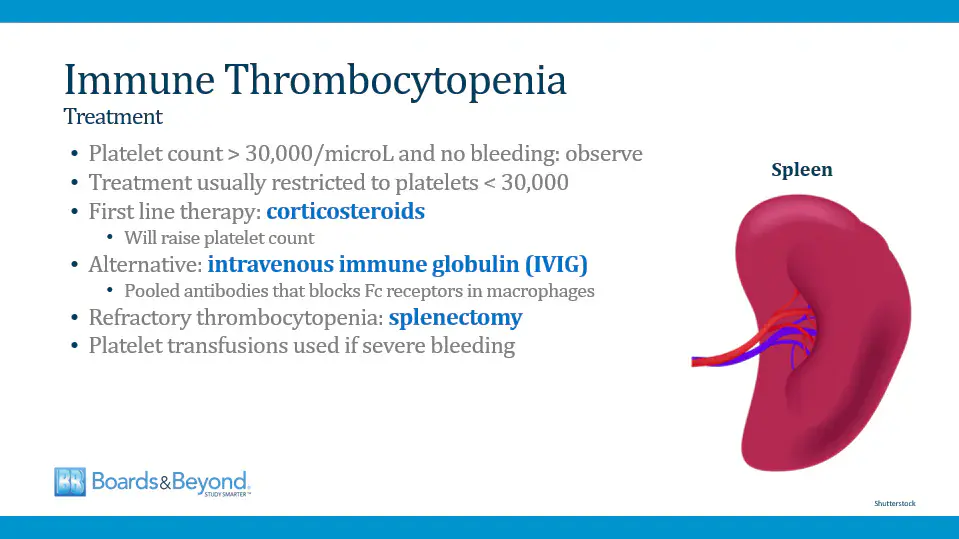 Immune Thrombocytopenia
Treatment
• Platelet count > 30,000/microL and no bleeding: observe
• Treatment usually restricted to platelets < 30,000
• First line therapy: corticosteroids
• Will raise platelet count
• Alternative: intravenous immune globulin (IVIG)
• Pooled antibodies that blocks Fc receptors in macrophages
• Refractory thrombocytopenia: splenectomy
• Platelet transfusions used if severe bleeding
Spleen
BB Boards&Beyond®
STUDY SMARTER™
Shutterstock